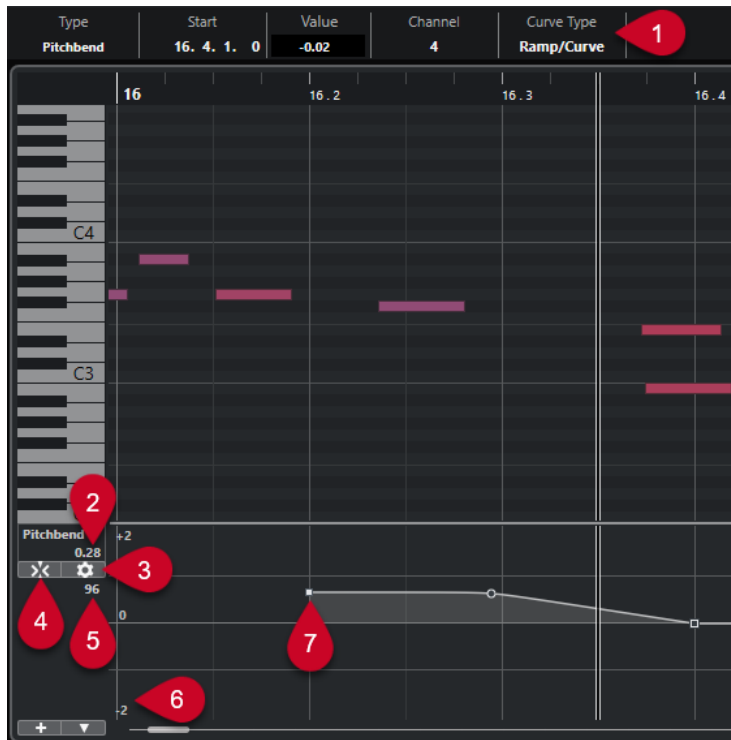 Type Start Value Channel Curve Type
Pitchbend 16. 4. 1. 0 -0.02 4 Ramp/Curve
1
16 16.2 16.3 16.4
C4
C3
2
Pitchbend +2
0.28
3
96
0
4 5 7
6
-2